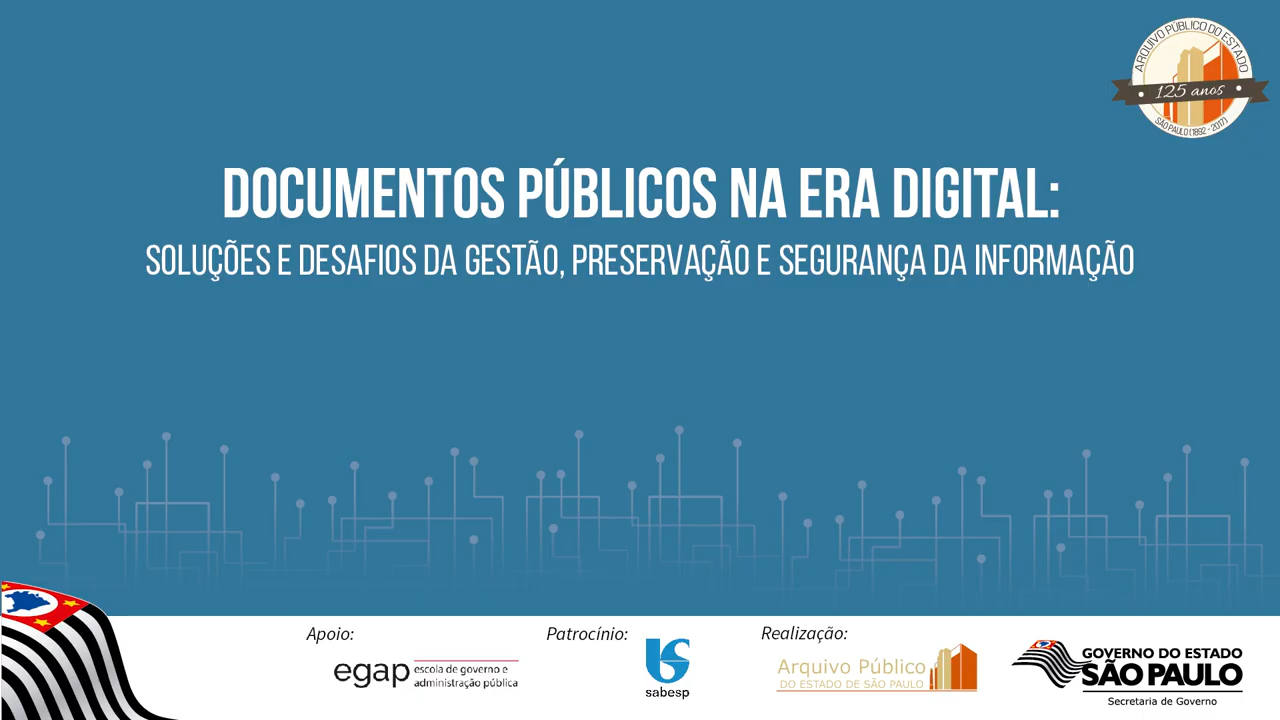 ARQUIVO PÚBLICO DO ESTADO
125 anos
SÃO PAULO (1892 - 2017)
DOCUMENTOS PÚBLICOS NA ERA DIGITAL:
SOLUÇÕES E DESAFIOS DA GESTÃO, PRESERVAÇÃO E SEGURANÇA DA INFORMAÇÃO
Apoio:
egap
escola de governo e
administração pública
Patrocínio:
sabesp
Realização:
Arquivo Público
DO ESTADO DE SÃO PAULO
GOVERNO DO ESTADO
SÃO PAULO
Secretaria de Governo